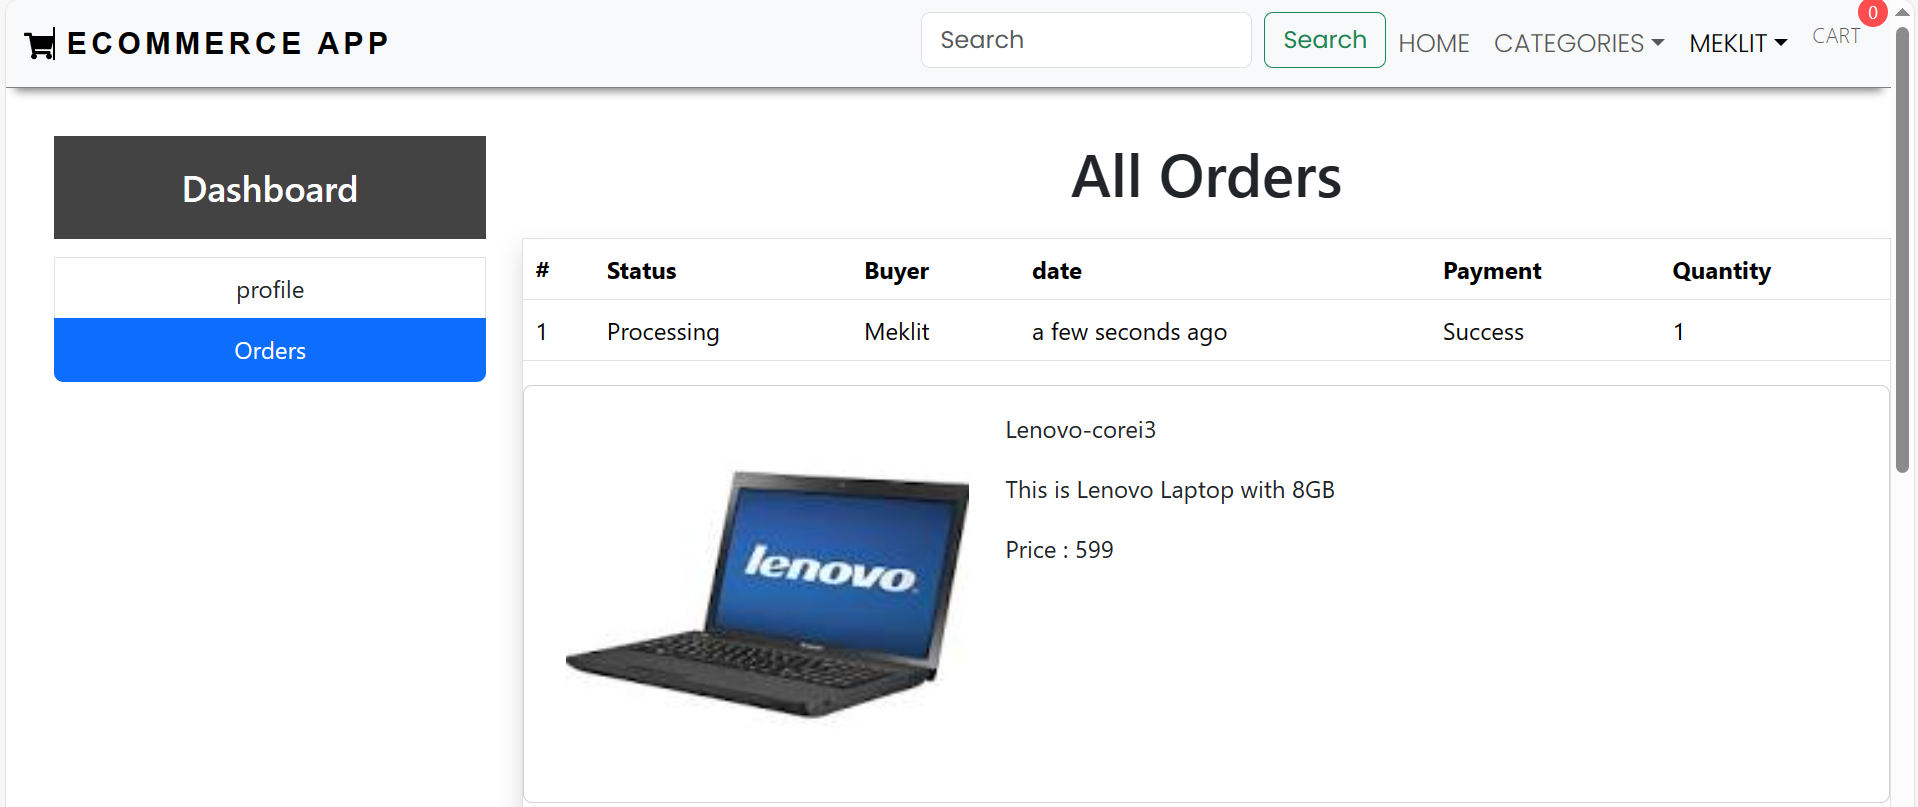 ECOMMERCE APP
Search
Search
HOME
CATEGORIES
MEKLIT
CART
0
Dashboard
profile
Orders
All Orders
# Status Buyer date Payment Quantity
1 Processing Meklit a few seconds ago Success 1
lenovo
Lenovo-corei3
This is Lenovo Laptop with 8GB
Price : 599